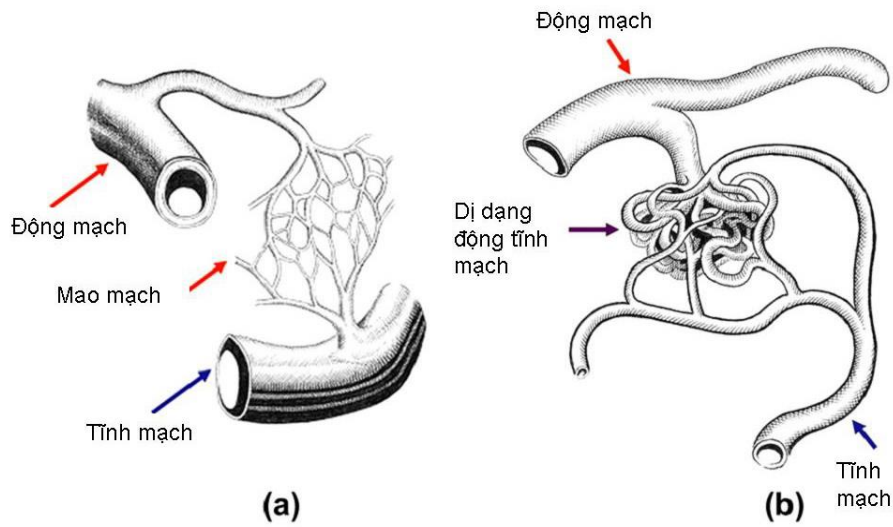 Động mạch
Mao mạch
Tĩnh mạch
(a)
Động mạch
Dị dạng
động tĩnh
mạch
Tĩnh
mạch
(b)